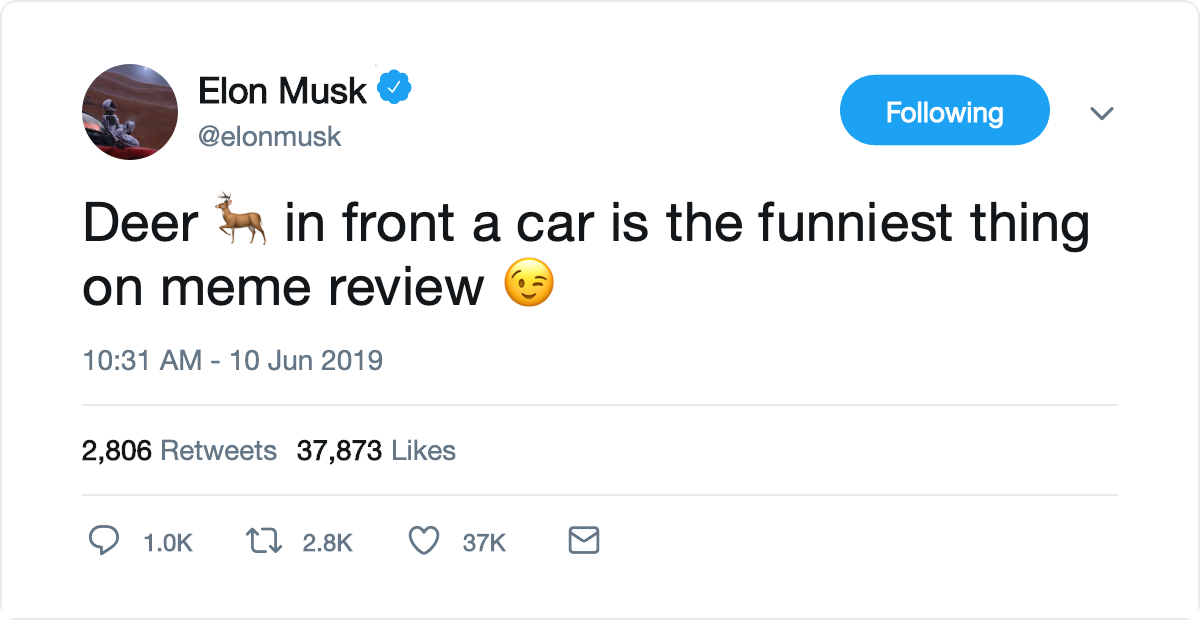 Elon Musk
@elonmusk
Following
Deer 🦌 in front a car is the funniest thing
on meme review 😉
10:31 AM - 10 Jun 2019
2,806 Retweets 37,873 Likes
1.0K 2.8K 37K